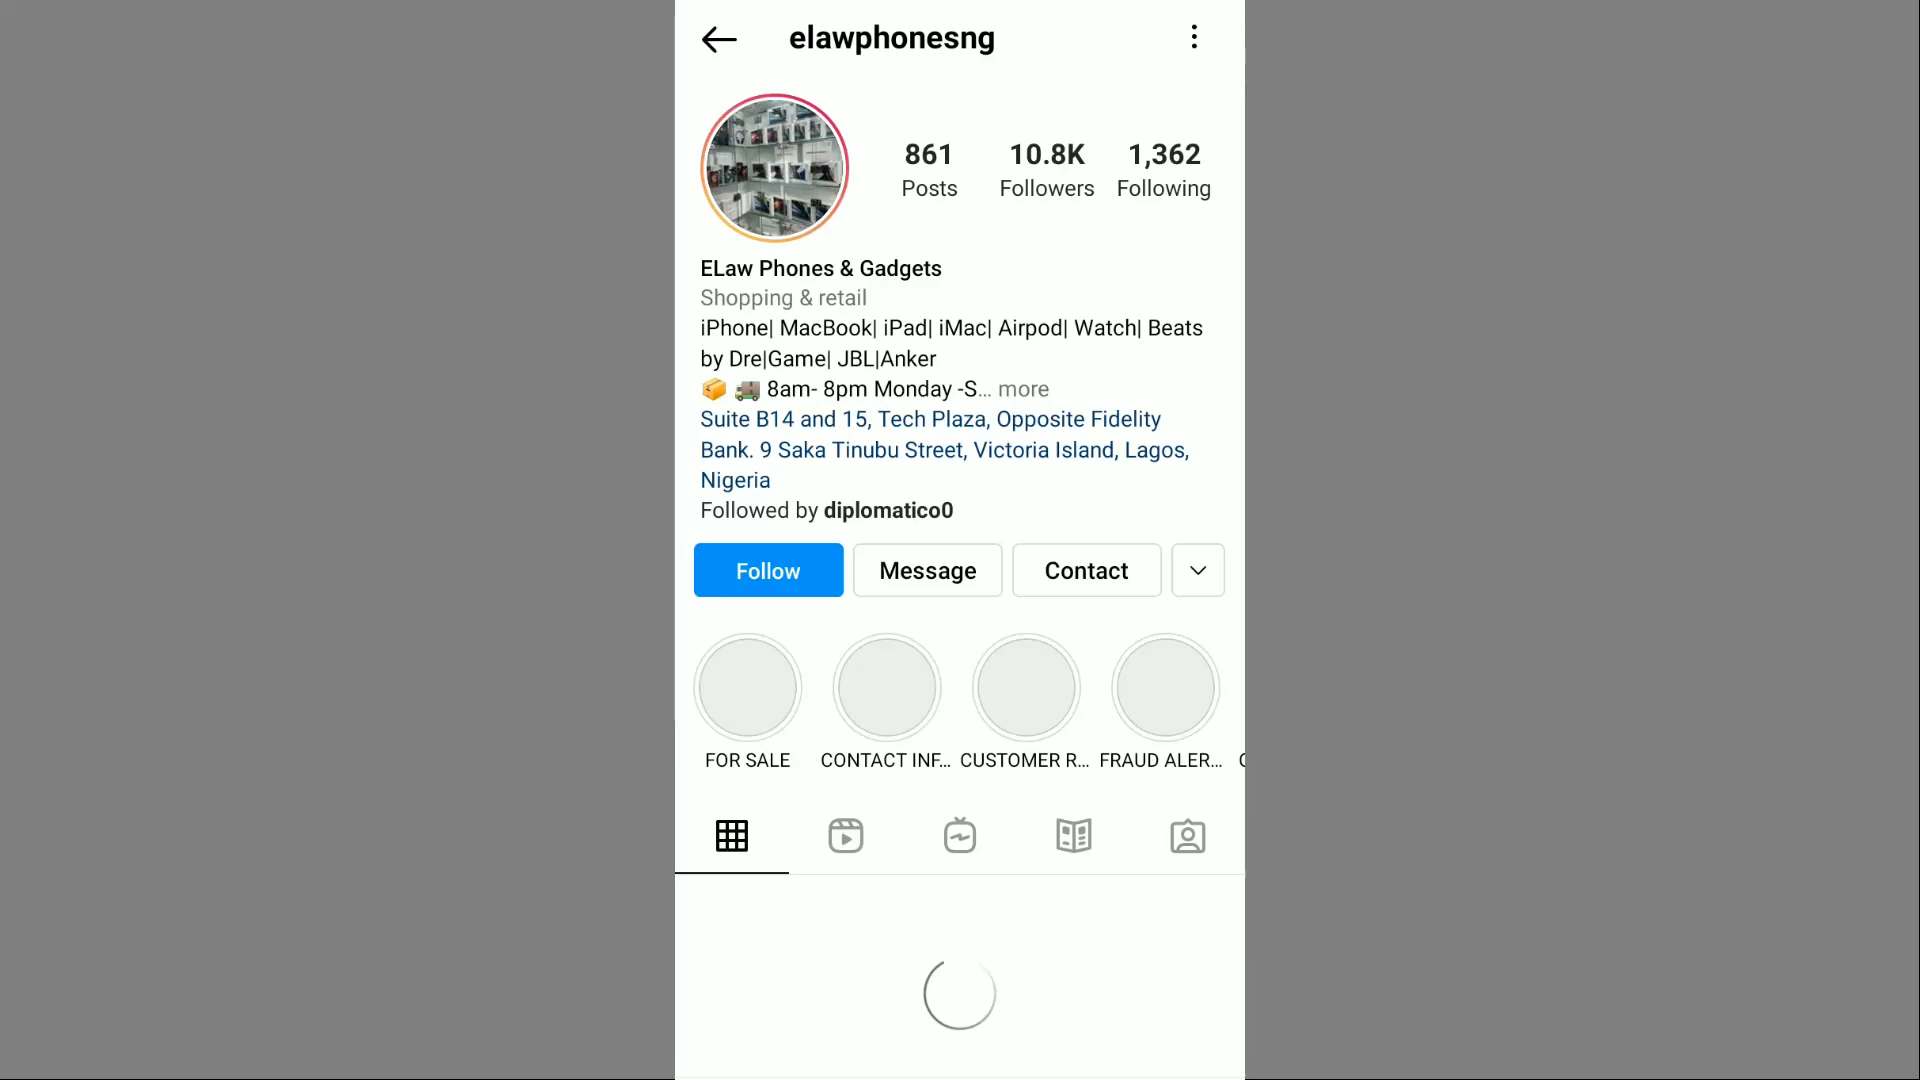 elawphonesng
861 10.8K 1,362
Posts Followers Following
ELaw Phones & Gadgets
Shopping & retail
iPhone| MacBook| iPad| iMac| Airpod| Watch| Beats
by Dre|Game| JBL|Anker
📦 🚚 8am- 8pm Monday -S... more
Suite B14 and 15, Tech Plaza, Opposite Fidelity
Bank. 9 Saka Tinubu Street, Victoria Island, Lagos,
Nigeria
Followed by diplomatico0
Follow Message Contact
FOR SALE CONTACT INF... CUSTOMER R... FRAUD ALER...